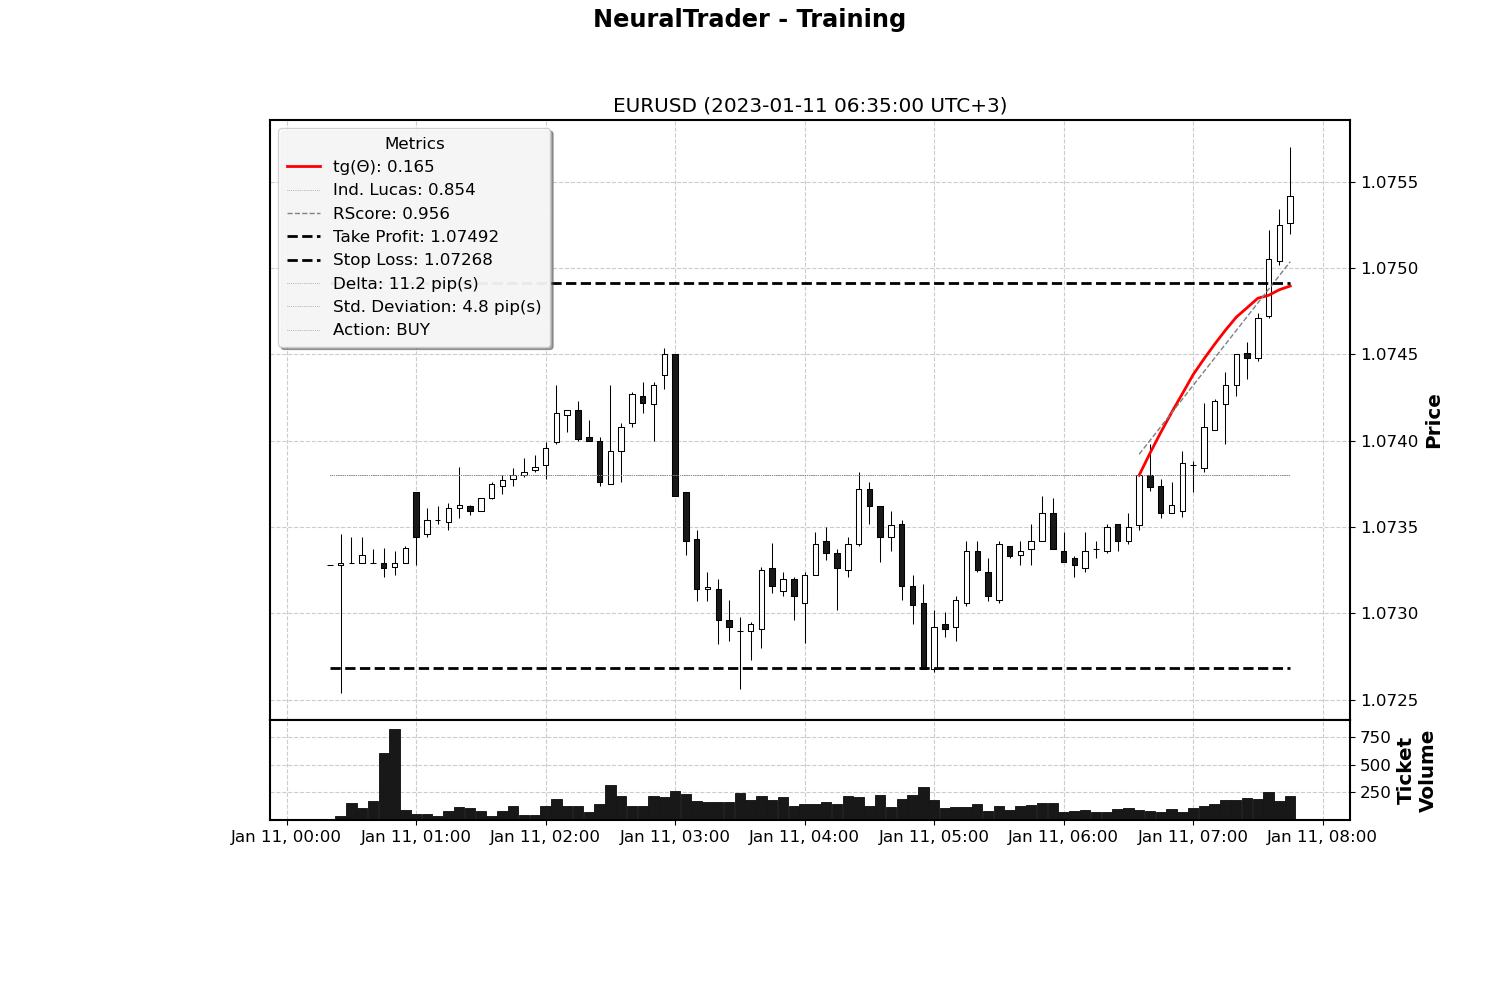 NeuralTrader - Training
EURUSD (2023-01-11 06:35:00 UTC+3)
Metrics
tg(Θ): 0.165
Ind. Lucas: 0.854
RScore: 0.956
Take Profit: 1.07492
Stop Loss: 1.07268
Delta: 11.2 pip(s)
Std. Deviation: 4.8 pip(s)
Action: BUY
1.0755
1.0750
1.0745
1.0740
1.0735
1.0730
1.0725
Price
750
500
250
Ticket
Volume
Jan 11, 00:00 Jan 11, 01:00 Jan 11, 02:00 Jan 11, 03:00 Jan 11, 04:00 Jan 11, 05:00 Jan 11, 06:00 Jan 11, 07:00 Jan 11, 08:00